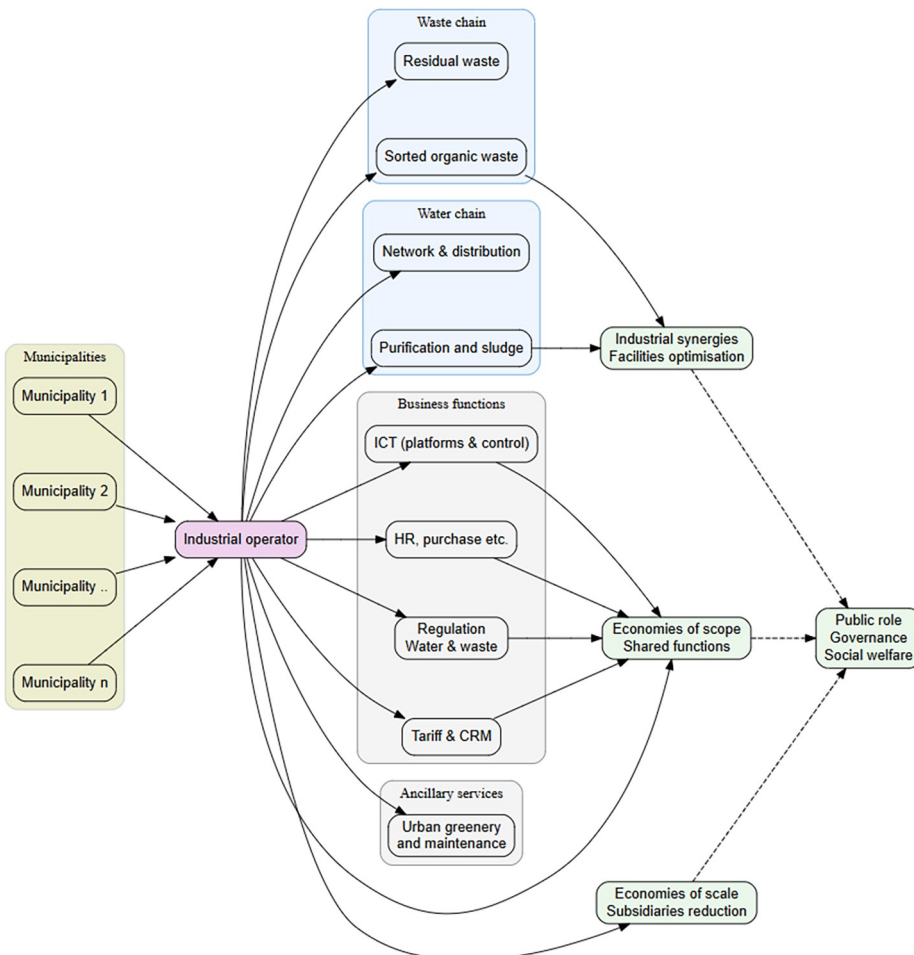 Waste chain
Residual waste
Sorted organic waste
Water chain
Network & distribution
Purification and sludge
Industrial synergies
Facilities optimisation
Municipalities
Municipality 1
Municipality 2
Municipality ..
Municipality n
Industrial operator
Business functions
ICT (platforms & control)
HR, purchase etc.
Regulation
Water & waste
Tariff & CRM
Economies of scope
Shared functions
Public role
Governance
Social welfare
Ancillary services
Urban greenery
and maintenance
Economies of scale
Subsidiaries reduction